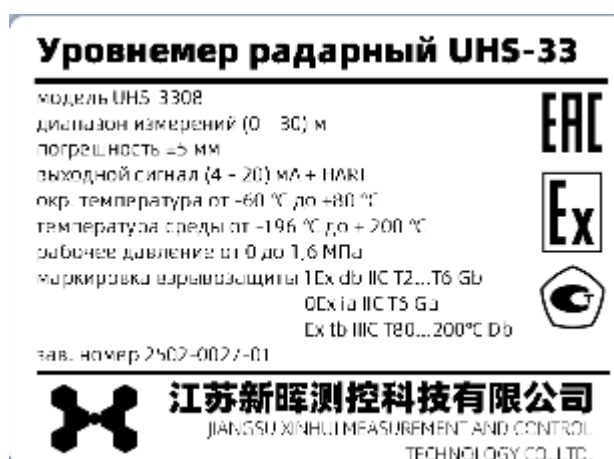 Уровнемер радарный UHS-33
модель UHS-3308
диапазон измерений (0 – 30) м
погрешность ±5 мм
выходной сигнал (4 – 20) мА + HART
окр. температура от -60 °С до +80 °С
температура среды от -196 °С до + 200 °С
рабочее давление от 0 до 1,6 МПа
маркировка взрывозащиты 1Ex db IIC T2...T6 Gb
0Ex ia IIC T6 Ga
Ex tb IIIC T80...200°C Db
зав. номер 2502-0027-01
EAC
Ex
江苏新晖测控科技有限公司
JIANGSU XINHUI MEASUREMENT AND CONTROL
TECHNOLOGY CO., LTD.